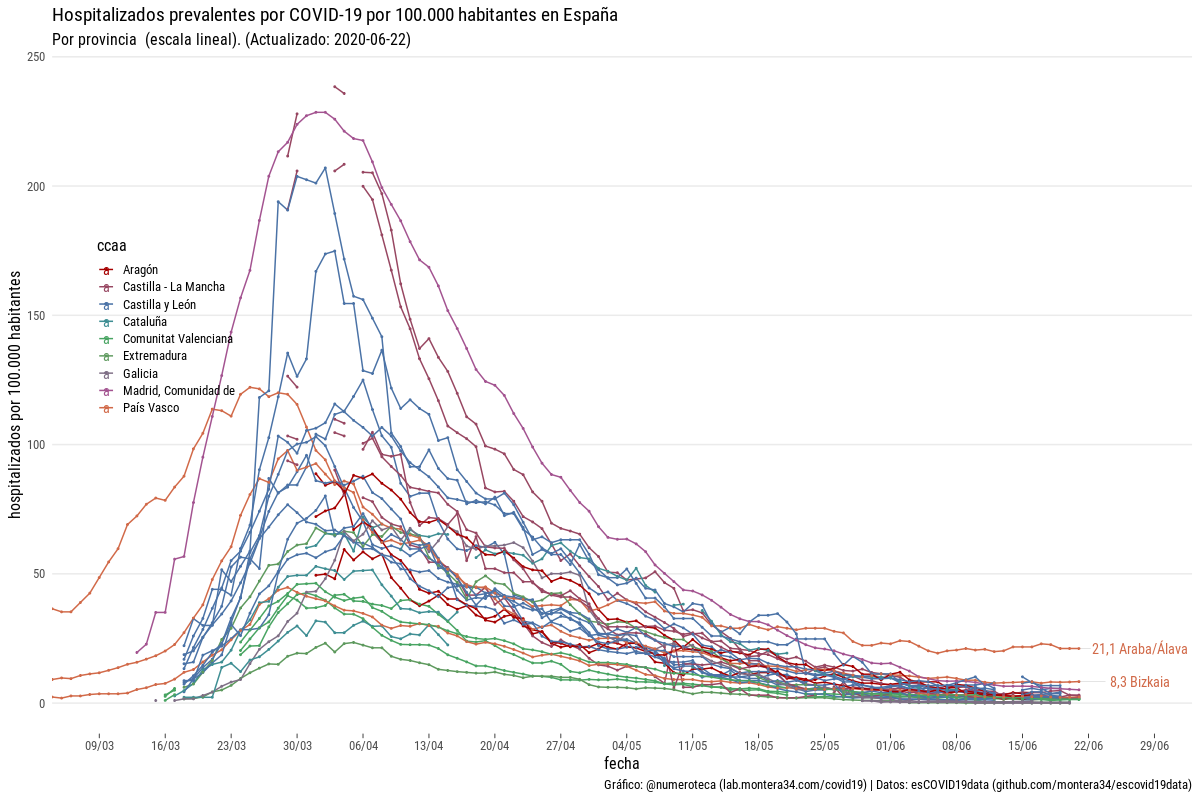 Hospitalizados prevalentes por COVID-19 por 100.000 habitantes en España
Por provincia (escala lineal). (Actualizado: 2020-06-22)
hospitalizados por 100.000 habitantes
250
200
150
100
50
0
ccaa
Aragón
Castilla - La Mancha
Castilla y León
Cataluña
Comunitat Valenciana
Extremadura
Galicia
Madrid, Comunidad de
País Vasco
21,1 Araba/Álava
8,3 Bizkaia
09/03 16/03 23/03 30/03 06/04 13/04 20/04 27/04 04/05 11/05 18/05 25/05 01/06 08/06 15/06 22/06 29/06
fecha
Gráfico: @numeroteca (lab.montera34.com/covid19) | Datos: esCOVID19data (github.com/montera34/escovid19data)